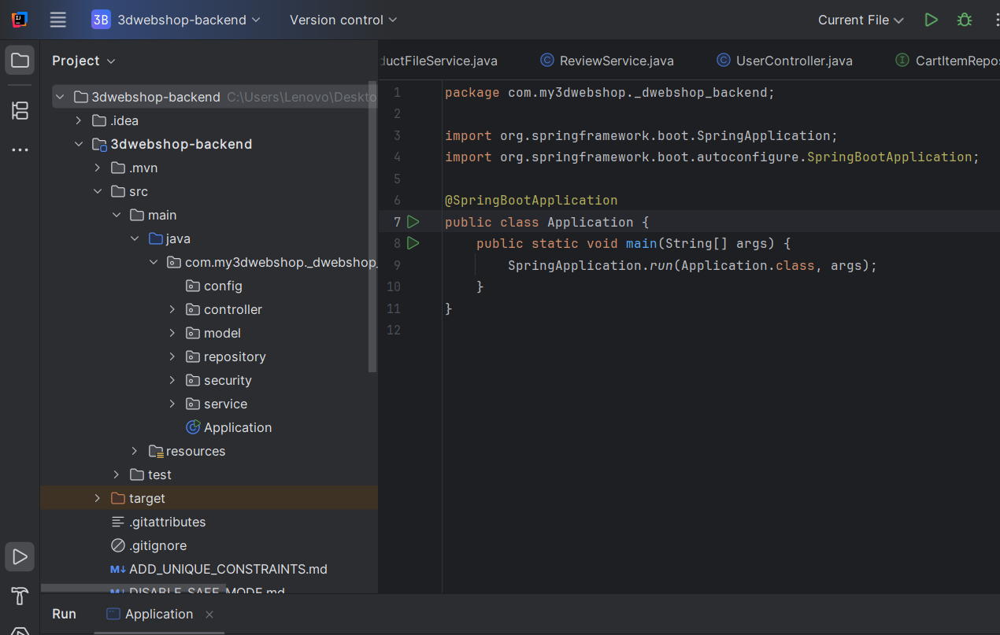 3B 3dwebshop-backend Version control Current File
Project
3dwebshop-backend C:\Users\Lenovo\Deskto
.idea
3dwebshop-backend
.mvn
src
main
java
com.my3dwebshop._dwebshop_
config
controller
model
repository
security
service
Application
resources
test
target
.gitattributes
.gitignore
M↓ ADD_UNIQUE_CONSTRAINTS.md
M↓ DISABLE_SAFE_MODE.md
ductFileService.java ReviewService.java UserController.java CartItemRepos
1 package com.my3dwebshop._dwebshop_backend;
2
3 import org.springframework.boot.SpringApplication;
4 import org.springframework.boot.autoconfigure.SpringBootApplication;
5
6 @SpringBootApplication
7 public class Application {
8 public static void main(String[] args) {
9 SpringApplication.run(Application.class, args);
10 }
11 }
12
Run Application